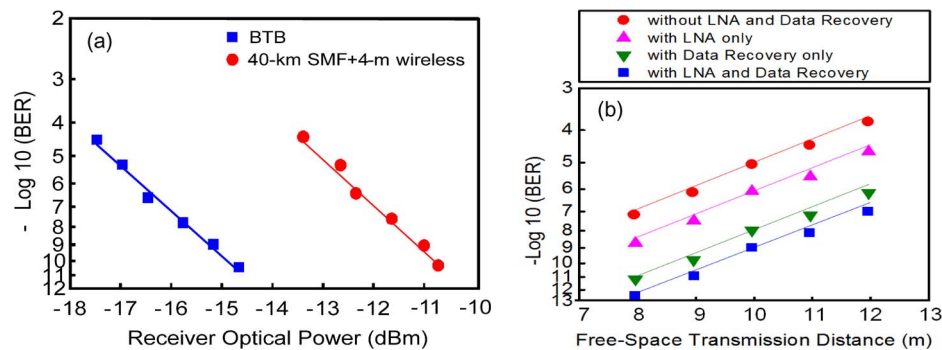 (a)
BTB
40-km SMF+4-m wireless
2
3
4
5
6
7
8
9
10
11
12
- Log 10 (BER)
-18 -17 -16 -15 -14 -13 -12 -11 -10
Receiver Optical Power (dBm)
without LNA and Data Recovery
with LNA only
with Data Recovery only
with LNA and Data Recovery
(b)
3
4
5
6
7
8
9
10
11
12
13
-Log 10 (BER)
7 8 9 10 11 12 13
Free-Space Transmission Distance (m)